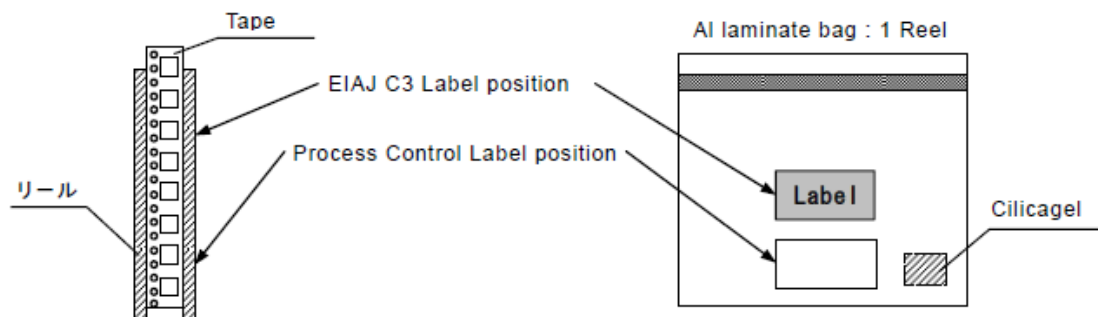 Tape
Al laminate bag : 1 Reel
EIAJ C3 Label position
Process Control Label position
リール
Label
Cilicagel